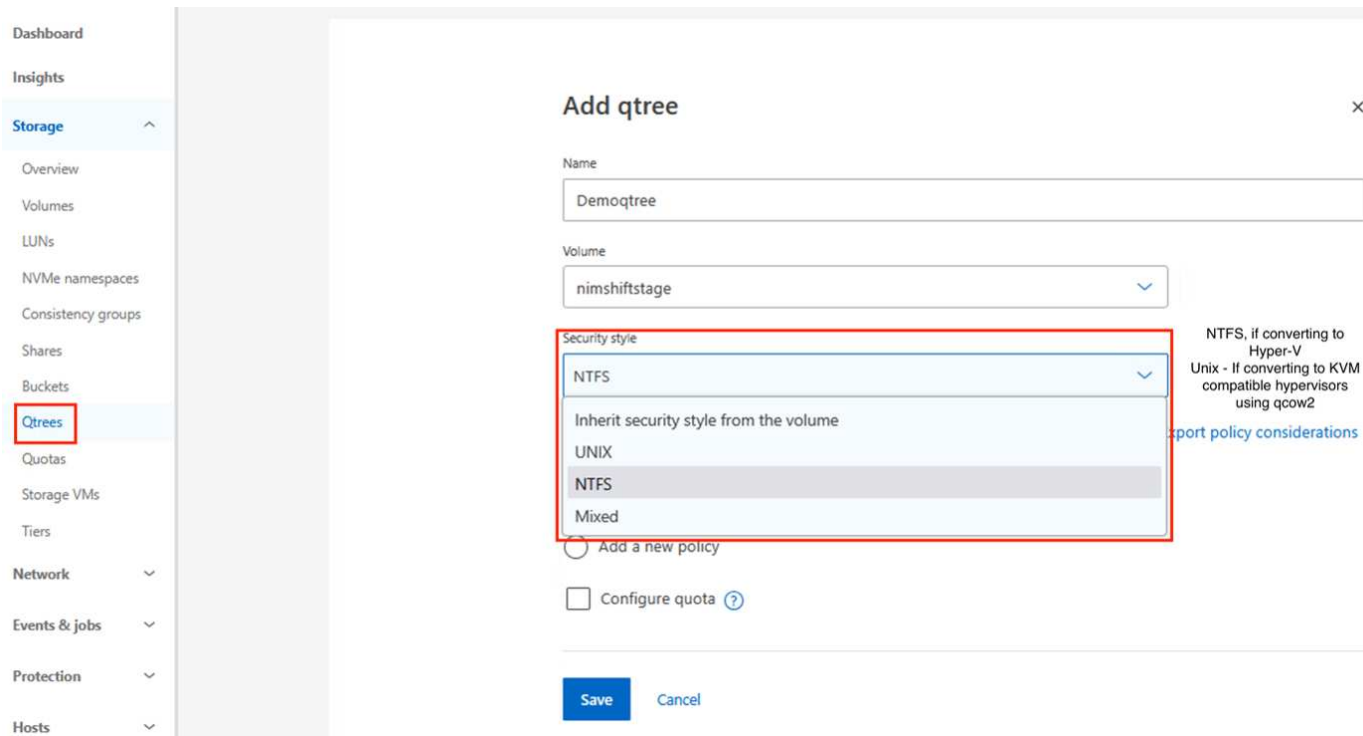 Dashboard
Insights
Storage
Overview
Volumes
LUNs
NVMe namespaces
Consistency groups
Shares
Buckets
Qtrees
Quotas
Storage VMs
Tiers
Network
Events & jobs
Protection
Hosts
Add qtree
Name
Demoqtree
Volume
nimshiftstage
Security style
NTFS
Inherit security style from the volume
UNIX
NTFS
Mixed
NTFS, if converting to
Hyper-V
Unix - If converting to KVM
compatible hypervisors
using qcow2
xport policy considerations
Add a new policy
Configure quota ?
Save
Cancel